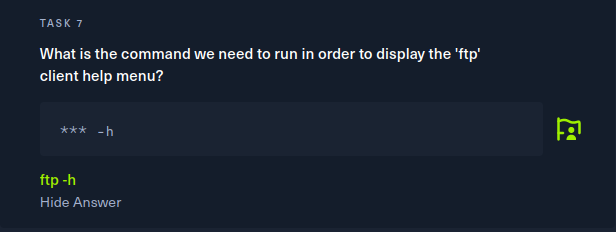 TASK 7
What is the command we need to run in order to display the 'ftp'
client help menu?
*** -h
ftp -h
Hide Answer